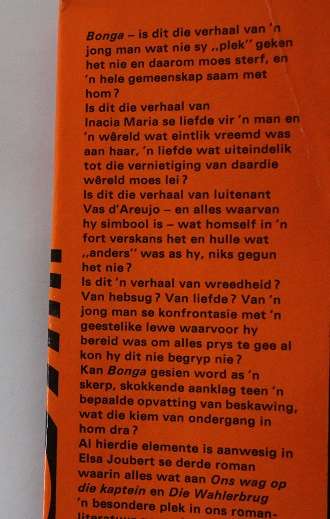 Bonga – is dit die verhaal van 'n
jong man wat nie sy „plek” geken
het nie en daarom moes sterf, en
'n hele gemeenskap saam met
hom?
Is dit die verhaal van
Inacia Maria se liefde vir 'n man en
'n wêreld wat eintlik vreemd was
aan haar, 'n liefde wat uiteindelik
tot die vernietiging van daardie
wêreld moes lei?
Is dit die verhaal van luitenant
Vas d'Areujo – en alles waarvan
hy simbool is – wat homself in 'n
fort verskans het en hulle wat
„anders” was as hy, niks gegun
het nie?
Is dit 'n verhaal van wreedheid?
Van hebsug? Van liefde? Van 'n
jong man se konfrontasie met 'n
geestelike lewe waarvoor hy
bereid was om alles prys te gee al
kon hy dit nie begryp nie?
Kan Bonga gesien word as 'n
skerp, skokkende aanklag teen 'n
bepaalde opvatting van beskawing,
wat die kiem van ondergang in
hom dra?
Al hierdie elemente is aanwesig in
Elsa Joubert se derde roman
waarin alles wat aan Ons wag op
die kaptein en Die Wahlerbrug
'n besondere plek in ons roman-